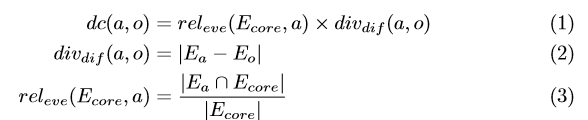 dc(a, o) = rel_{eve}(E_{core}, a) × div_{dif}(a, o) (1)
div_{dif}(a, o) = |E_a − E_o| (2)
rel_{eve}(E_{core}, a) = \frac{|E_a ∩ E_{core}|}{|E_{core}|} (3)